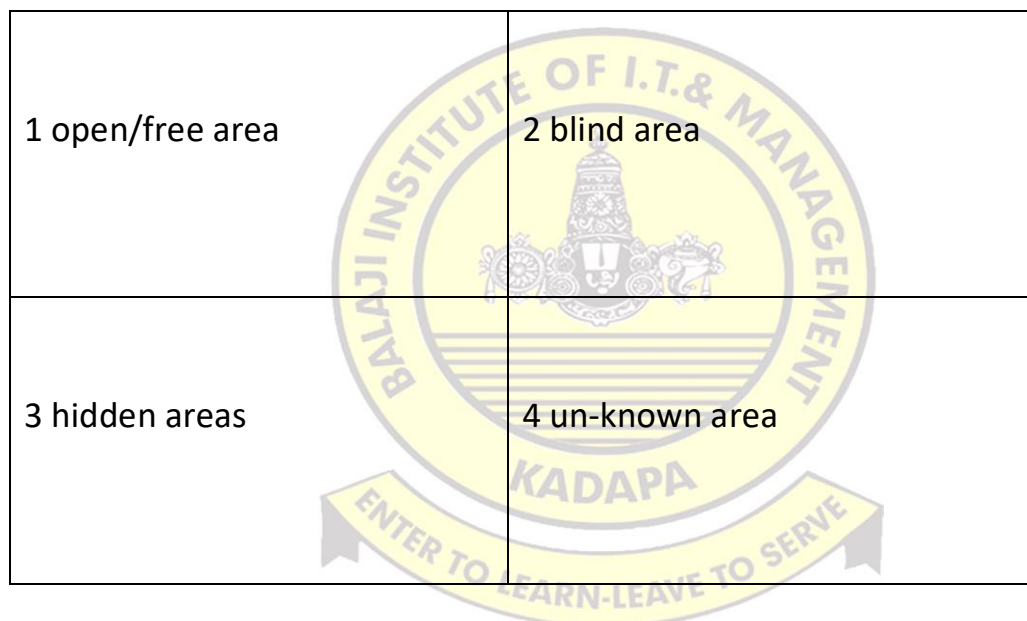 1 open/free area
2 blind area
3 hidden areas
4 un-known area
BALAJI INSTITUTE OF I.T.& MANAGEMENT
KADAPA
ENTER TO LEARN-LEAVE TO SERVE